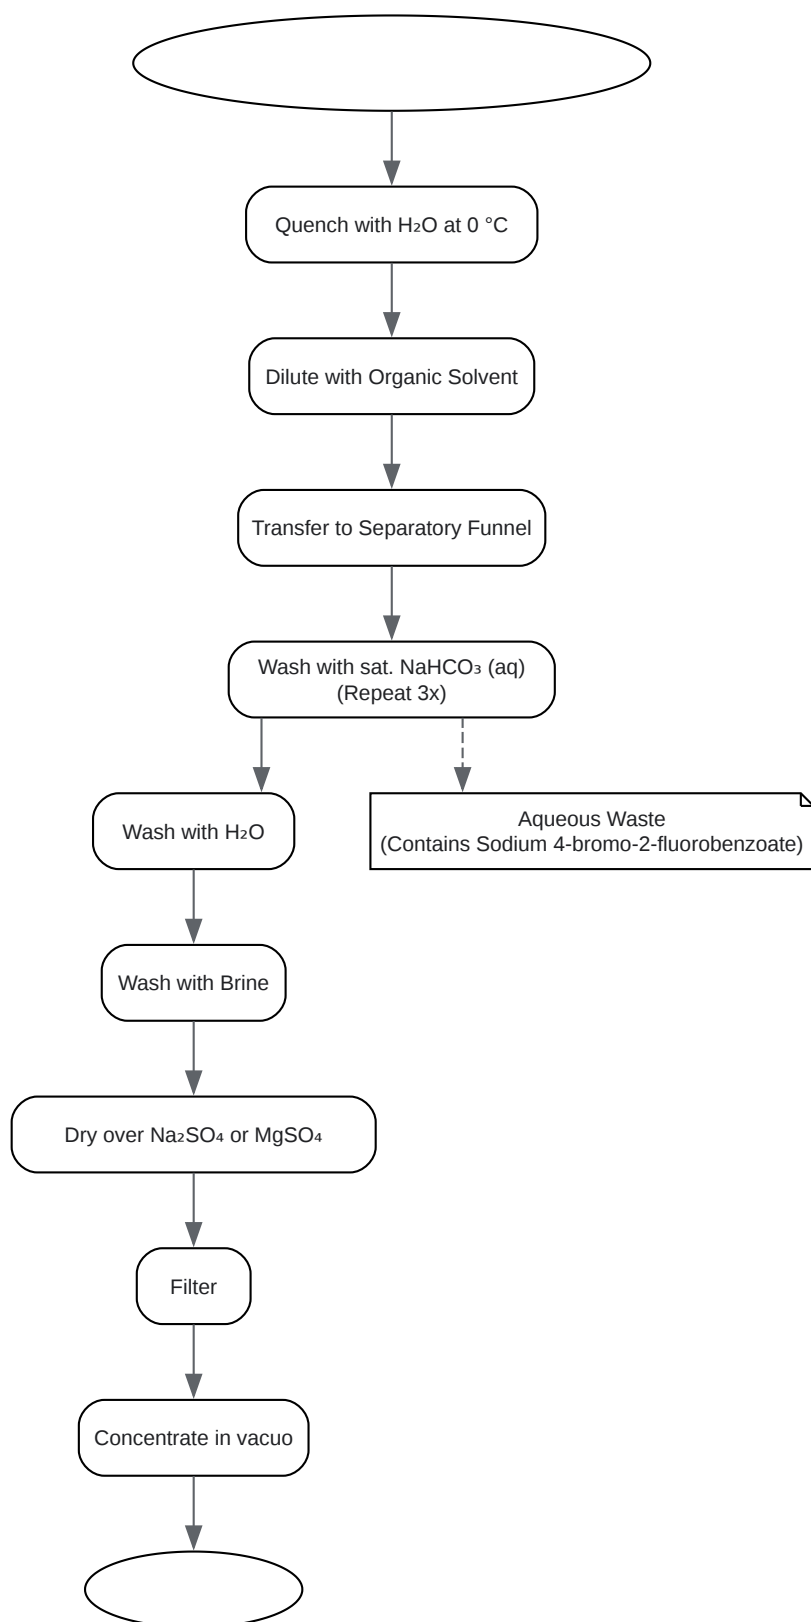 Quench with H₂O at 0 °C
Dilute with Organic Solvent
Transfer to Separatory Funnel
Wash with sat. NaHCO₃ (aq)
(Repeat 3x)
Wash with H₂O
Aqueous Waste
(Contains Sodium 4-bromo-2-fluorobenzoate)
Wash with Brine
Dry over Na₂SO₄ or MgSO₄
Filter
Concentrate in vacuo